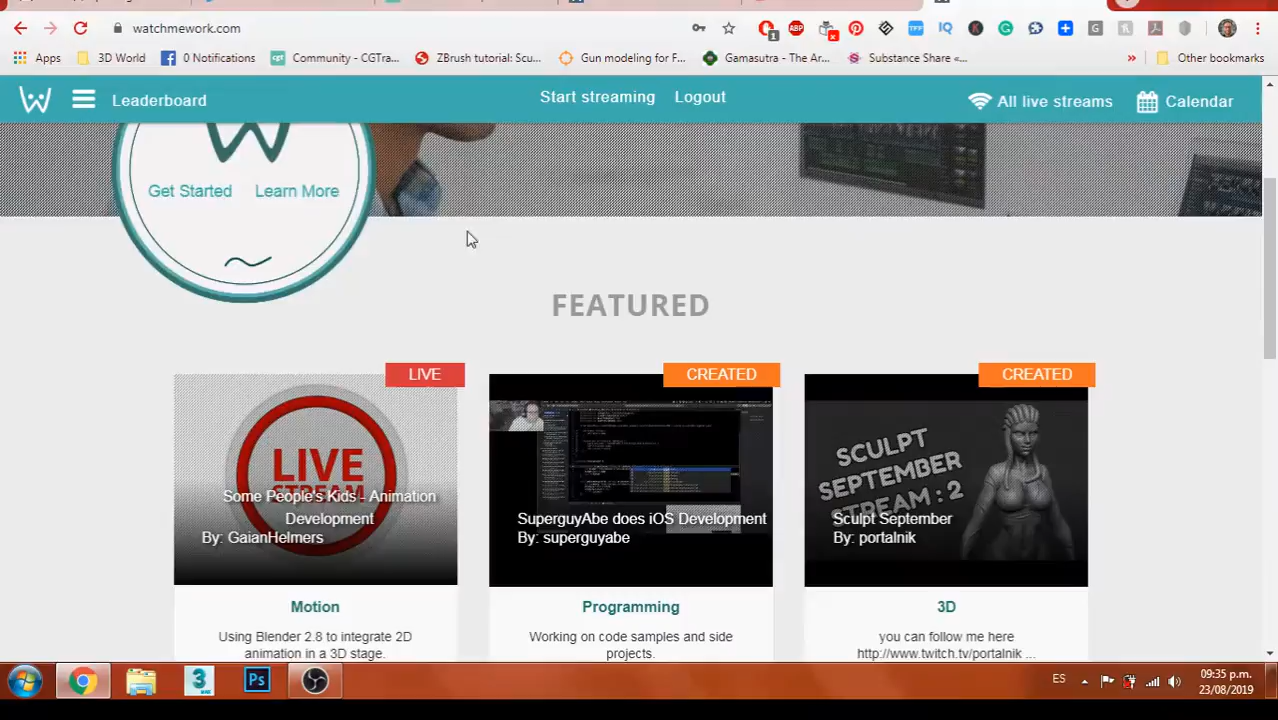 watchmework.com
1
Apps
3D World
0 Notifications
cpt
Community - CGTra...
ZBrush tutorial: Scu...
Gun modeling for F...
Gamasutra - The Ar...
Substance Share «...
»
Other bookmarks
Leaderboard
Start streaming
Logout
All live streams
Calendar
Get Started
Learn More
FEATURED
LIVE
CREATED
CREATED
LIVE
STREAM
Some People's Kids - Animation
Development
By: GaianHelmers
SuperguyAbe does iOS Development
By: superguyabe
SCULPT
SEPTEMBER
STREAM : 2
Sculpt September
By: portalnik
Motion
Programming
3D
Using Blender 2.8 to integrate 2D
animation in a 3D stage.
Working on code samples and side
projects.
you can follow me here
http://www.twitch.tv/portalnik ...
3
Ps
ES
09:35 p.m.
23/08/2019